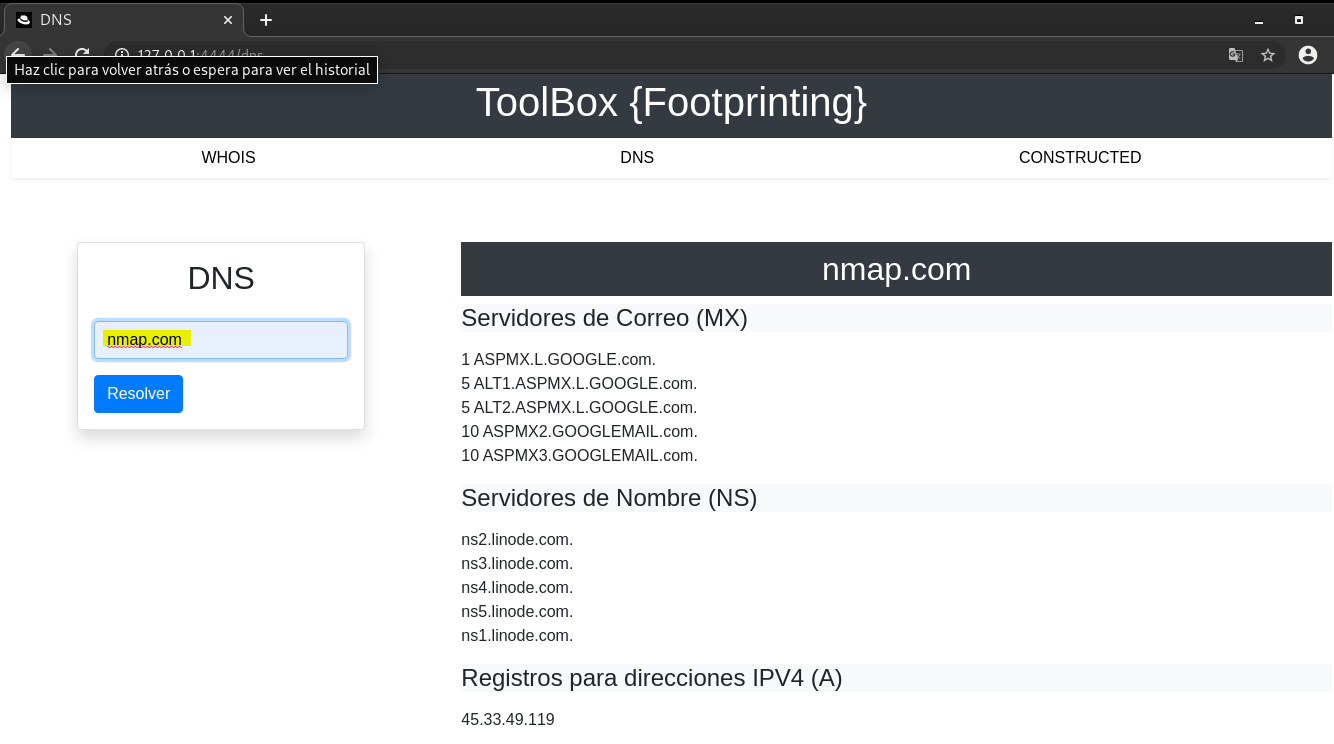 DNS
127.0.0.1:4444/dns
Haz clic para volver atrás o espera para ver el historial
ToolBox {Footprinting}
WHOIS DNS CONSTRUCTED
DNS
nmap.com
Resolver
nmap.com
Servidores de Correo (MX)
1 ASPMX.L.GOOGLE.com.
5 ALT1.ASPMX.L.GOOGLE.com.
5 ALT2.ASPMX.L.GOOGLE.com.
10 ASPMX2.GOOGLEMAIL.com.
10 ASPMX3.GOOGLEMAIL.com.
Servidores de Nombre (NS)
ns2.linode.com.
ns3.linode.com.
ns4.linode.com.
ns5.linode.com.
ns1.linode.com.
Registros para direcciones IPV4 (A)
45.33.49.119